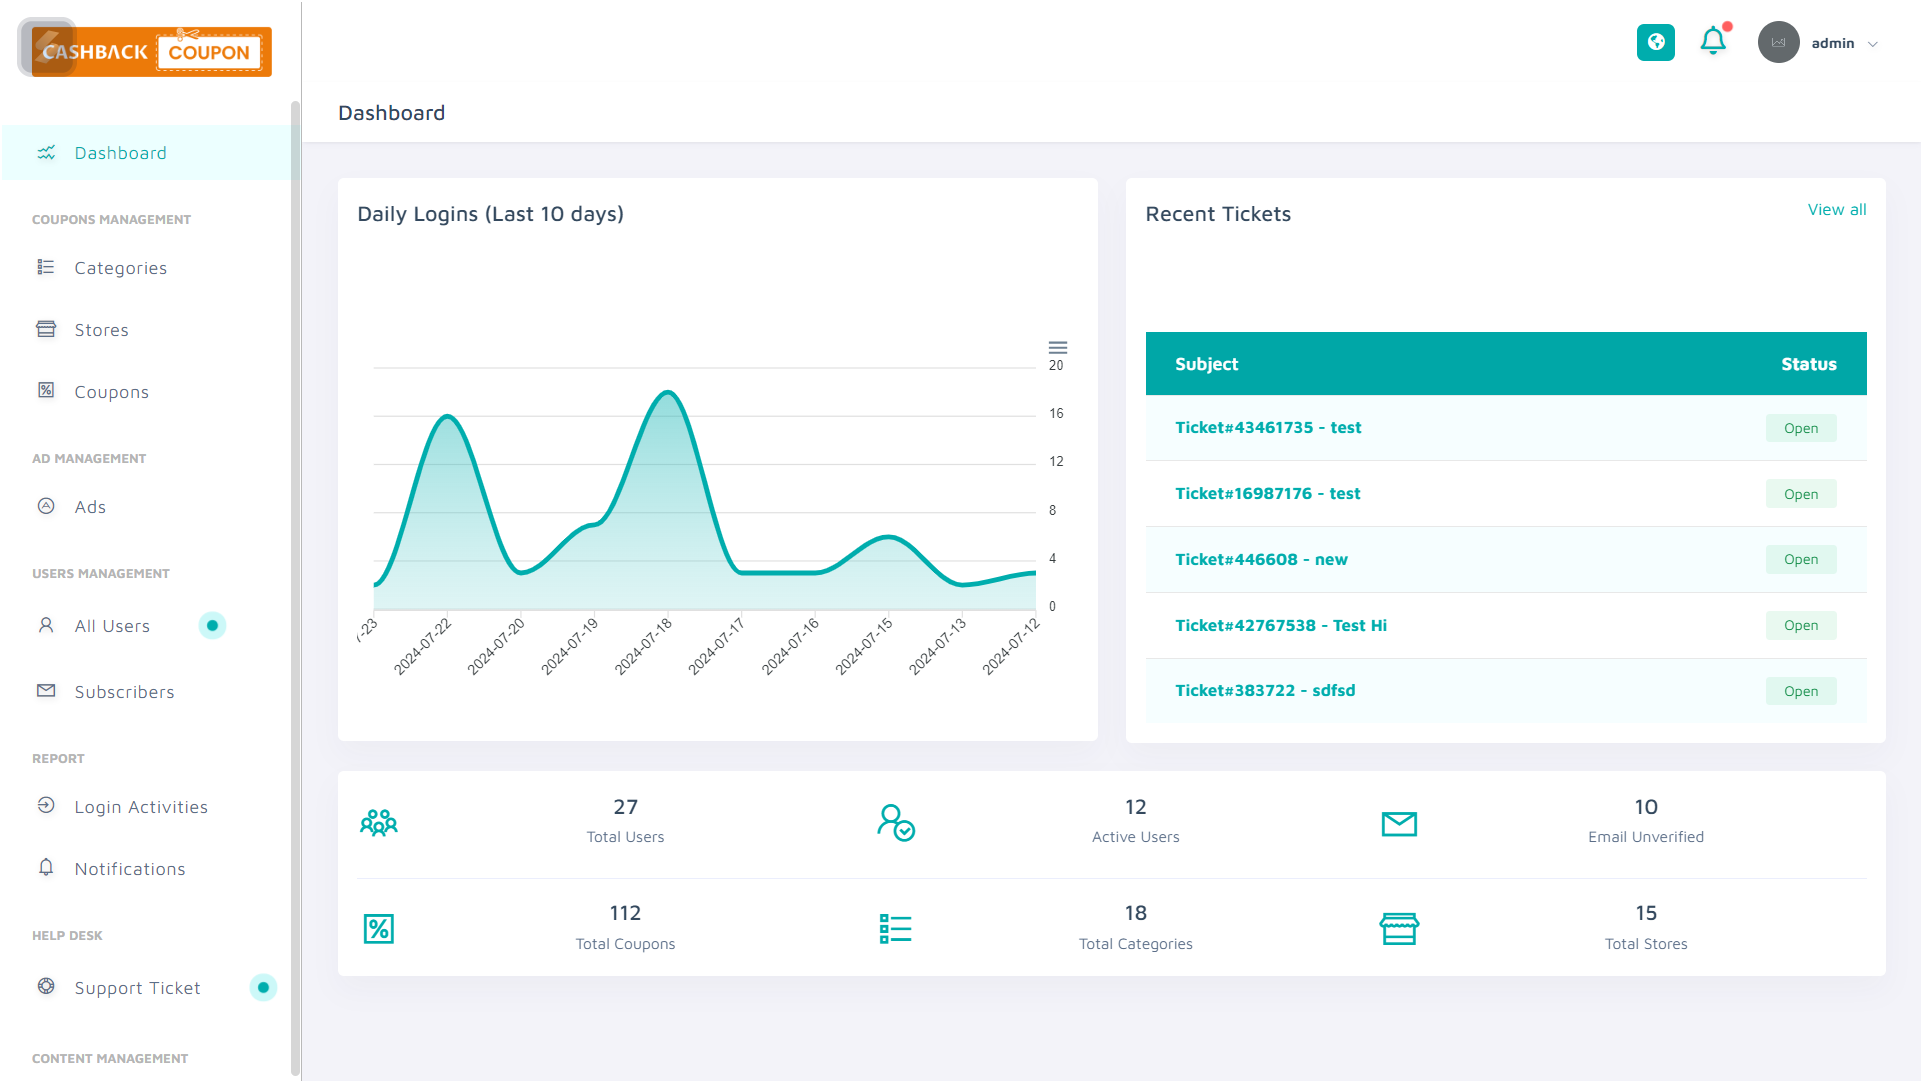 CASHBACK COUPON
admin
Dashboard
Dashboard
COUPONS MANAGEMENT
Categories
Stores
Coupons
AD MANAGEMENT
Ads
USERS MANAGEMENT
All Users
Subscribers
REPORT
Login Activities
Notifications
HELP DESK
Support Ticket
CONTENT MANAGEMENT
Daily Logins (Last 10 days)
20
16
12
8
4
0
7-23
2024-07-22
2024-07-20
2024-07-19
2024-07-18
2024-07-17
2024-07-16
2024-07-15
2024-07-13
2024-07-12
Recent Tickets
View all
Subject Status
Ticket#43461735 - test Open
Ticket#16987176 - test Open
Ticket#446608 - new Open
Ticket#42767538 - Test Hi Open
Ticket#383722 - sdfsd Open
27
Total Users
12
Active Users
10
Email Unverified
112
Total Coupons
18
Total Categories
15
Total Stores